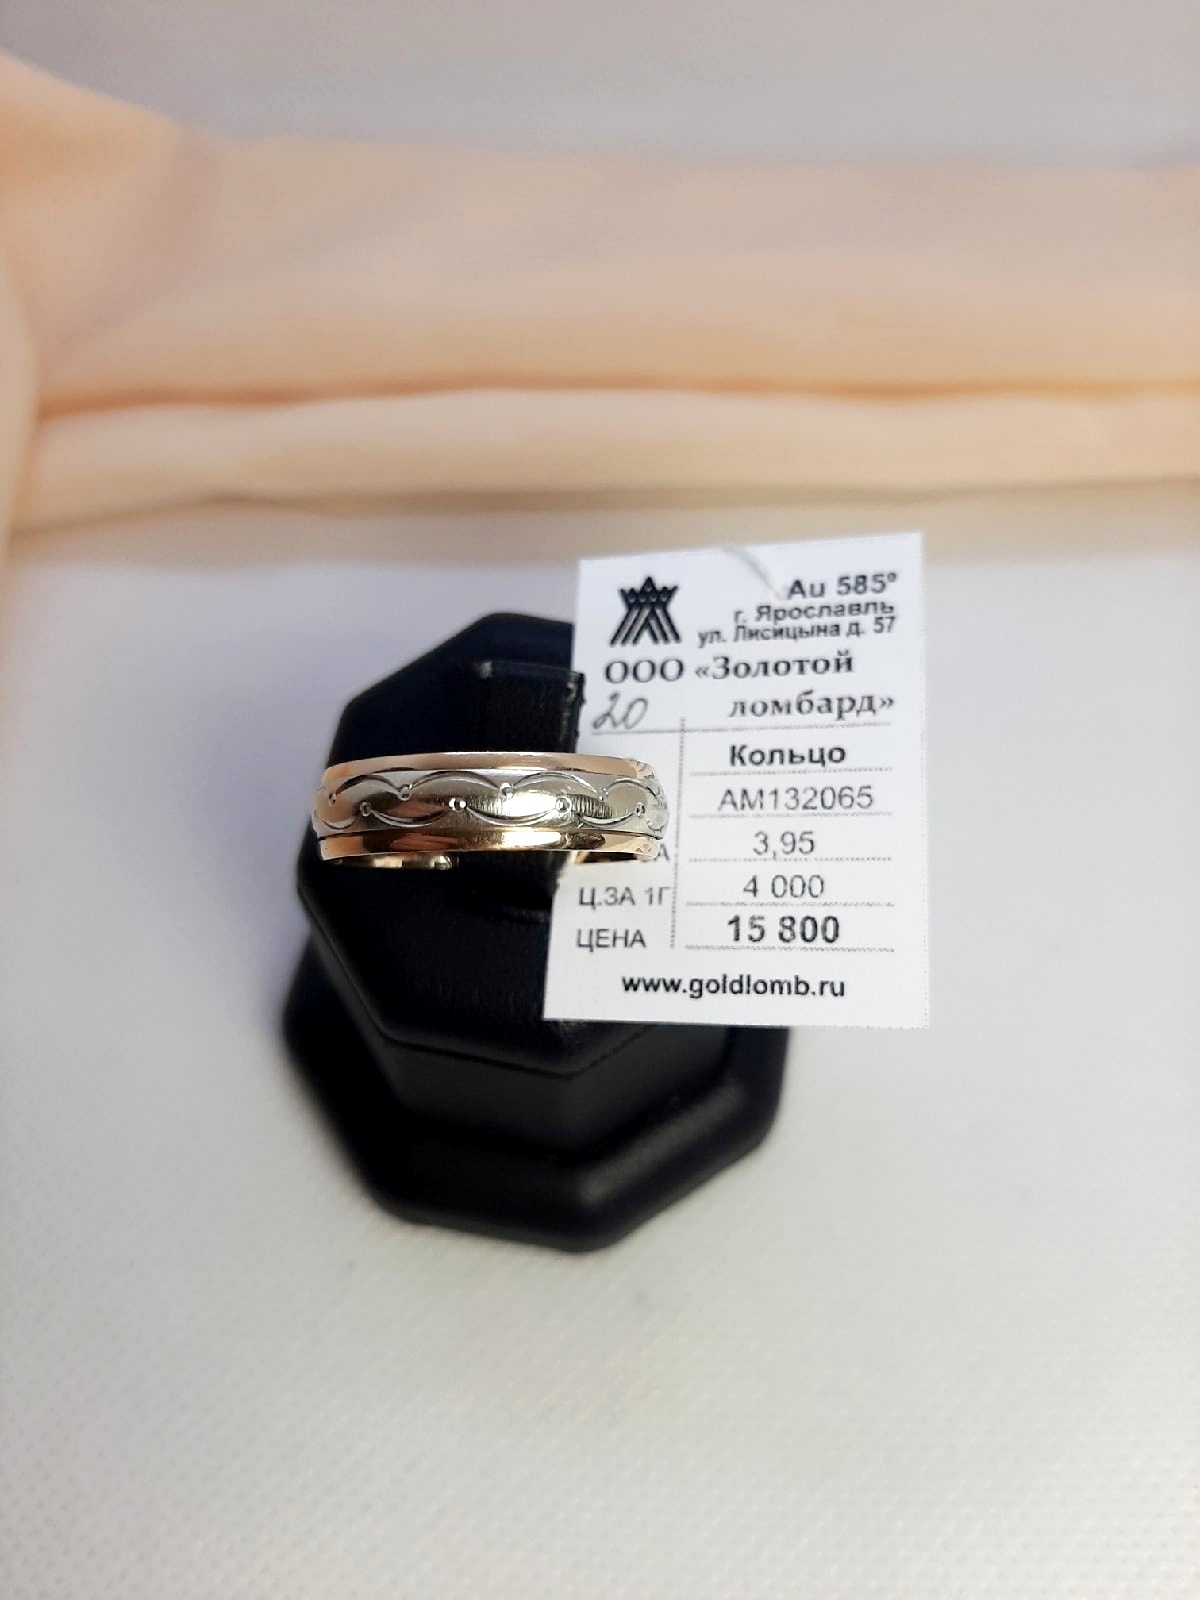 Au 585°
г. Ярославль
ул. Лисицына д. 57
ООО «Золотой
ломбард»
20
Кольцо
АМ132065
3,95
Ц.ЗА 1Г 4 000
ЦЕНА 15 800
www.goldlomb.ru